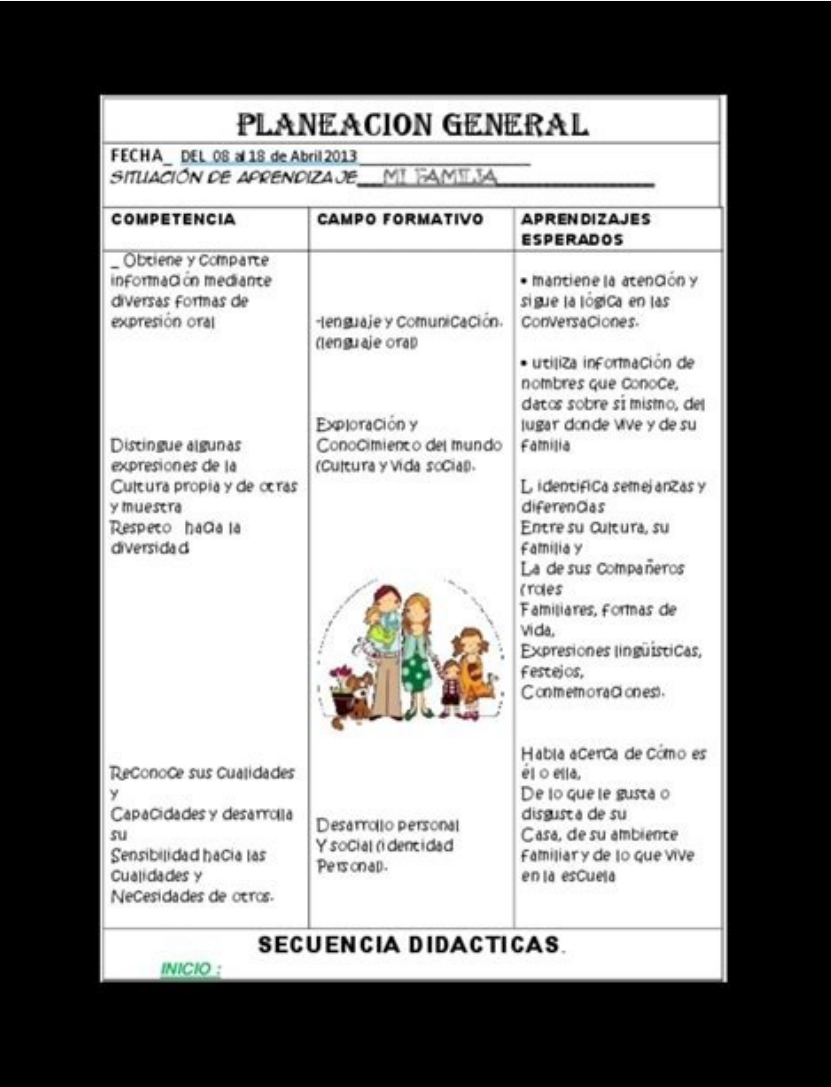 PLANEACION GENERAL
FECHA_ DEL 08 al 18 de Abril 2013
SITUACIÓN DE APRENDIZAJE___MI FAMILIA
COMPETENCIA
_ Obtiene y Comparte
información mediante
diversas formas de
expresión oral
Distingue algunas
expresiones de la
Cultura propia y de otras
y muestra
Respeto hacia la
diversidad
Reconoce sus cualidades
y
Capacidades y desarrolla
su
Sensibilidad hacia las
cualidades y
Necesidades de otros.
CAMPO FORMATIVO
-lenguaje y Comunicación.
(lenguaje oral)
Exploración y
Conocimiento del mundo
(Cultura y Vida social).
Desarrollo personal
Y social (identidad
Personal).
APRENDIZAJES
ESPERADOS
• mantiene la atención y
sigue la lógica en las
Conversaciones.
• utiliza información de
nombres que conoce,
datos sobre sí mismo, del
lugar donde vive y de su
familia
L identifica semejanzas y
diferencias
Entre su cultura, su
familia y
La de sus compañeros
(roles
Familiares, formas de
Vida,
Expresiones lingüísticas,
festejos,
Conmemoraciones).
Habla acerca de cómo es
él o ella,
De lo que le gusta o
disgusta de su
Casa, de su ambiente
familiar y de lo que vive
en la escuela
SECUENCIA DIDACTICAS.
INICIO :